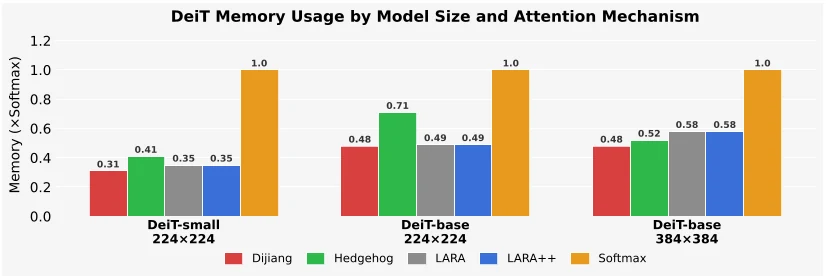 DeiT Memory Usage by Model Size and Attention Mechanism
Memory (×Softmax)
1.2
1.0
0.8
0.6
0.4
0.2
0.0
0.31
0.41
0.35
0.35
1.0
0.48
0.71
0.49
0.49
1.0
0.48
0.52
0.58
0.58
1.0
DeiT-small
224×224
DeiT-base
224×224
DeiT-base
384×384
Dijiang
Hedgehog
LARA
LARA++
Softmax